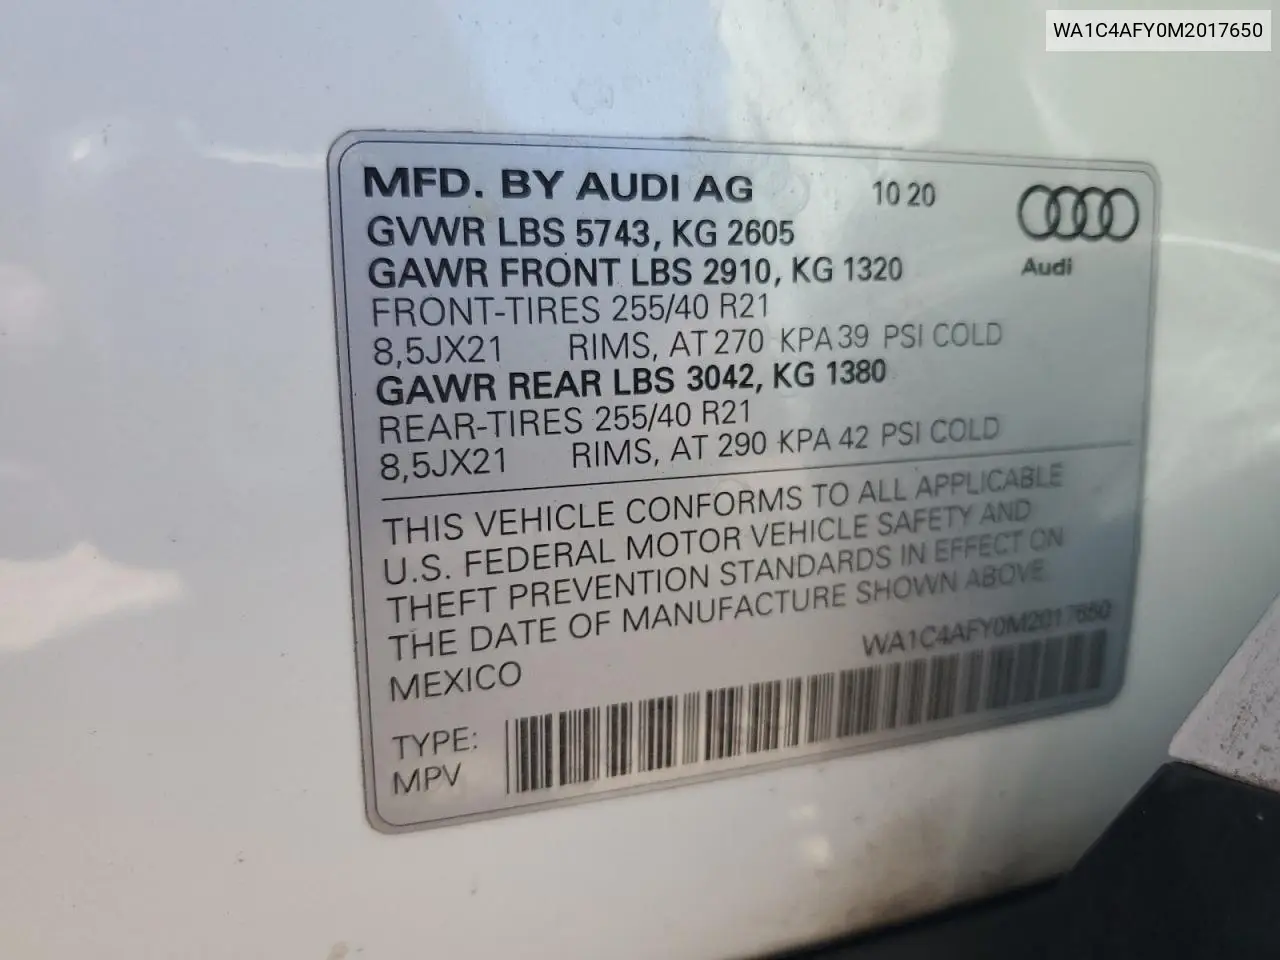 WA1C4AFY0M2017650
MFD. BY AUDI AG 10 20
GVWR LBS 5743, KG 2605
GAWR FRONT LBS 2910, KG 1320
Audi
FRONT-TIRES 255/40 R21
8,5JX21 RIMS, AT 270 KPA 39 PSI COLD
GAWR REAR LBS 3042, KG 1380
REAR-TIRES 255/40 R21
8,5JX21 RIMS, AT 290 KPA 42 PSI COLD
THIS VEHICLE CONFORMS TO ALL APPLICABLE
U.S. FEDERAL MOTOR VEHICLE SAFETY AND
THEFT PREVENTION STANDARDS IN EFFECT ON
THE DATE OF MANUFACTURE SHOWN ABOVE.
MEXICO WA1C4AFY0M2017650
TYPE:
MPV